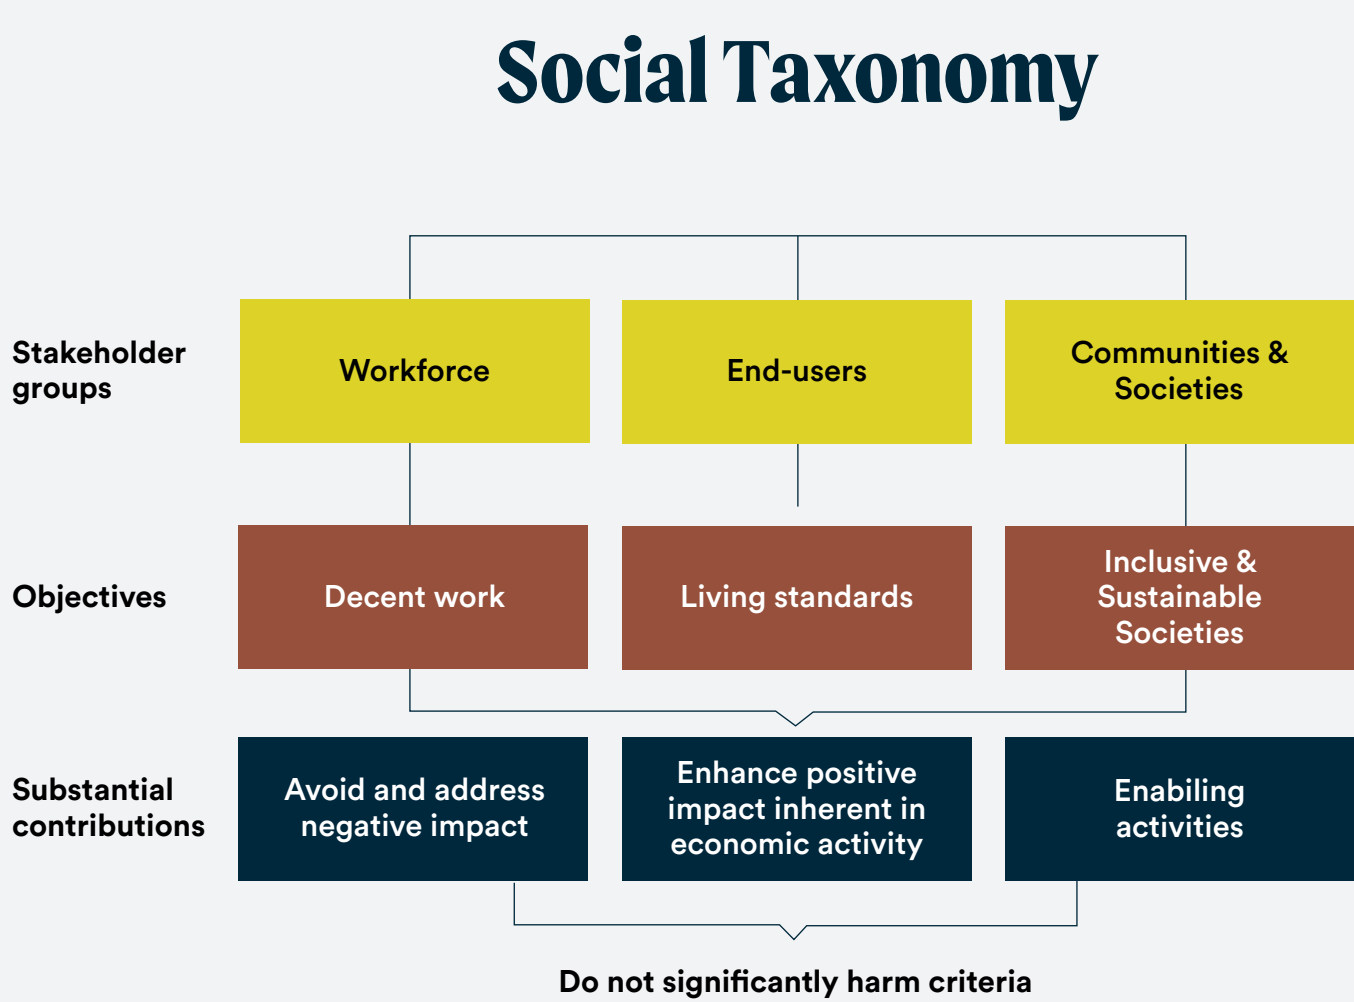 Social Taxonomy
Stakeholder
groups
Workforce
End-users
Communities &
Societies
Objectives
Decent work
Living standards
Inclusive &
Sustainable
Societies
Substantial
contributions
Avoid and address
negative impact
Enhance positive
impact inherent in
economic activity
Enabiling
activities
Do not significantly harm criteria